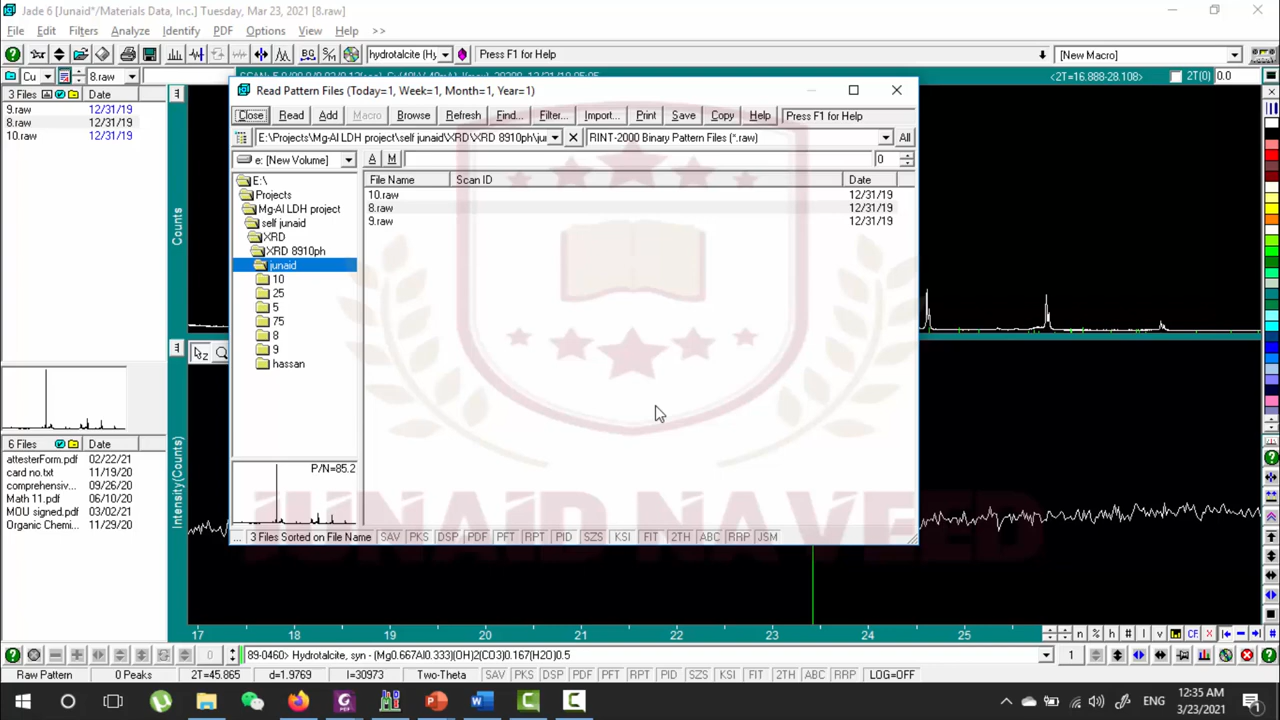 Jade 6 [Junaid*/Materials Data, Inc.] Tuesday, Mar 23, 2021 [8.raw]
File Edit Filters Analyze Identify PDF Options View Help >>
hydrotalcite (Hy Press F1 for Help [New Macro]
Cu 8.raw <2T=16.888-28.108> 2T(0) 0.0
3 Files Date
9.raw 12/31/19
8.raw 12/31/19
10.raw 12/31/19
Counts
Read Pattern Files (Today=1, Week=1, Month=1, Year=1)
Close Read Add Macro Browse Refresh Find... Filter... Import... Print Save Copy Help Press F1 for Help
E:\Projects\Mg-Al LDH project\self junaid\XRD\XRD 8910ph\ju RINT-2000 Binary Pattern Files (*.raw) All
e: [New Volume] A M 0
E:\
Projects
Mg-Al LDH project
self junaid
XRD
XRD 8910ph
junaid
10
25
5
75
8
9
hassan
File Name Scan ID Date
10.raw 12/31/19
8.raw 12/31/19
9.raw 12/31/19
P/N=85.2
... 3 Files Sorted on File Name SAV PKS DSP PDF PFT RPT PID SZS KSI FIT 2TH ABC RRP JSM
JUNAID NAVEED
6 Files Date
attesterForm.pdf 02/22/21
card no.txt 11/19/20
comprehensiv... 09/26/20
Math 11.pdf 06/10/20
MOU signed.pdf 03/02/21
Organic Chemi... 11/29/20
Intensity(Counts)
17 18 19 20 21 22 23 24 25
n % h # l v CF. X
0 89-0460> Hydrotalcite, syn - (Mg0.667Al0.333)(OH)2(CO3)0.167(H2O)0.5 1
Raw Pattern 0 Peaks 2T=45.865 d=1.9769 I=30973 Two-Theta SAV PKS DSP PDF PFT RPT PID SZS KSI FIT 2TH ABC RRP LOG=OFF
ENG 12:35 AM
3/23/2021